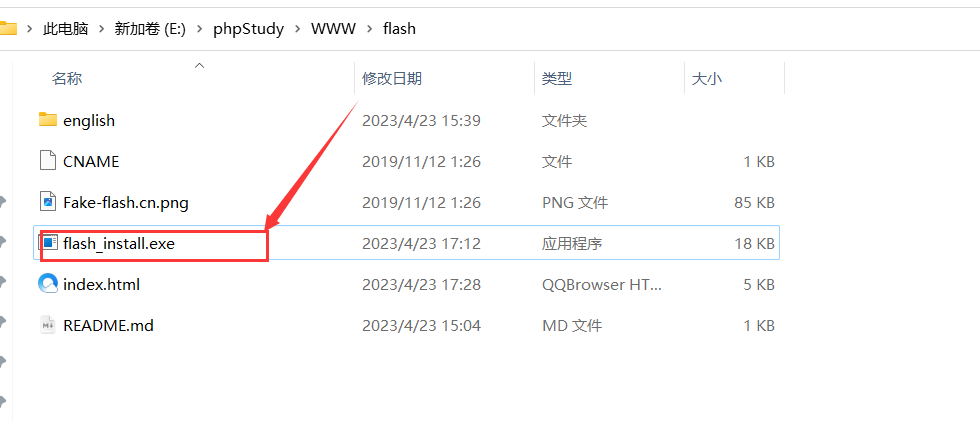 此电脑 › 新加卷 (E:) › phpStudy › WWW › flash
名称 修改日期 类型 大小
english 2023/4/23 15:39 文件夹
CNAME 2019/11/12 1:26 文件 1 KB
Fake-flash.cn.png 2019/11/12 1:26 PNG 文件 85 KB
flash_install.exe 2023/4/23 17:12 应用程序 18 KB
index.html 2023/4/23 17:28 QQBrowser HT... 5 KB
README.md 2023/4/23 15:04 MD 文件 1 KB